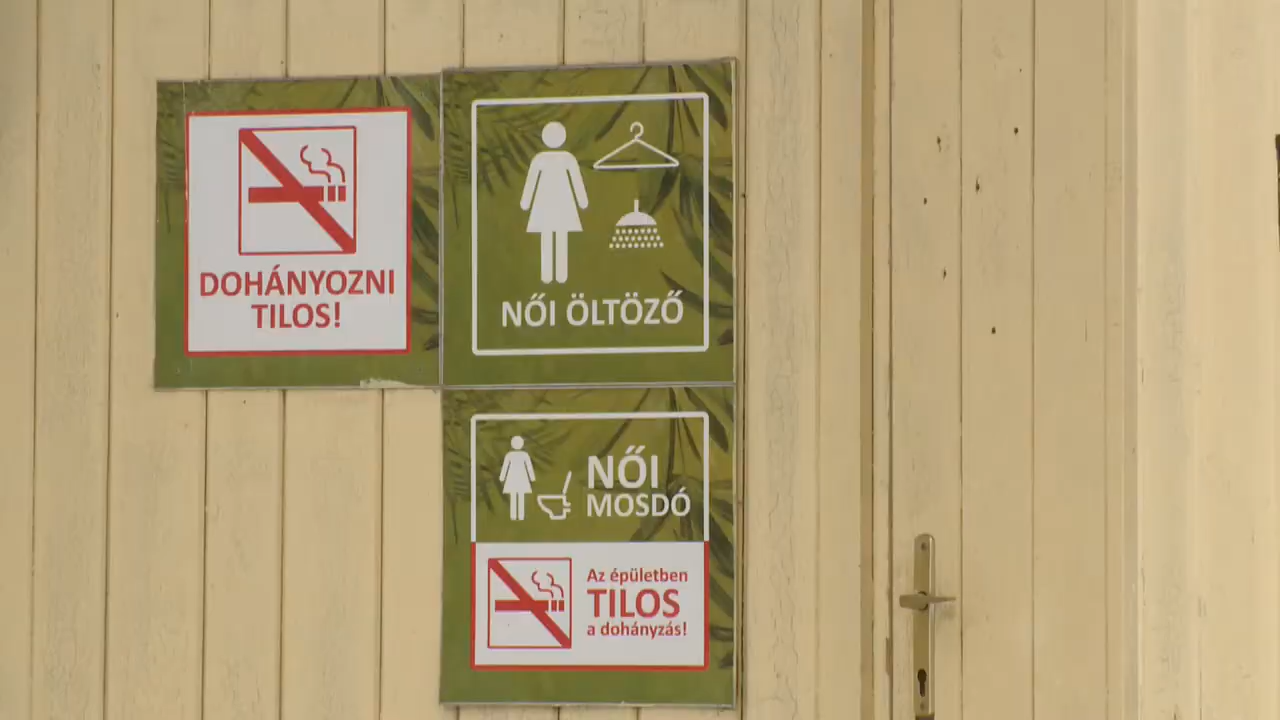 DOHÁNYOZNI
TILOS!
NŐI ÖLTÖZŐ
NŐI
MOSDÓ
Az épületben
TILOS
a dohányzás!